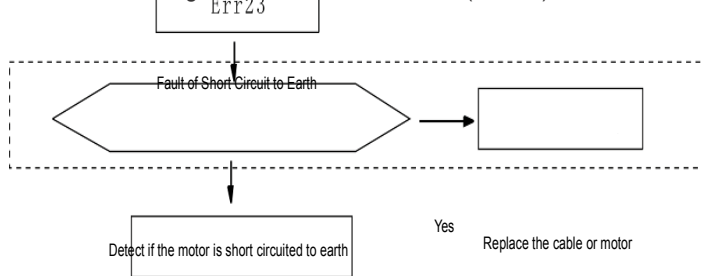 Err23
Fault of Short Circuit to Earth
Detect if the motor is short circuited to earth
Yes
Replace the cable or motor